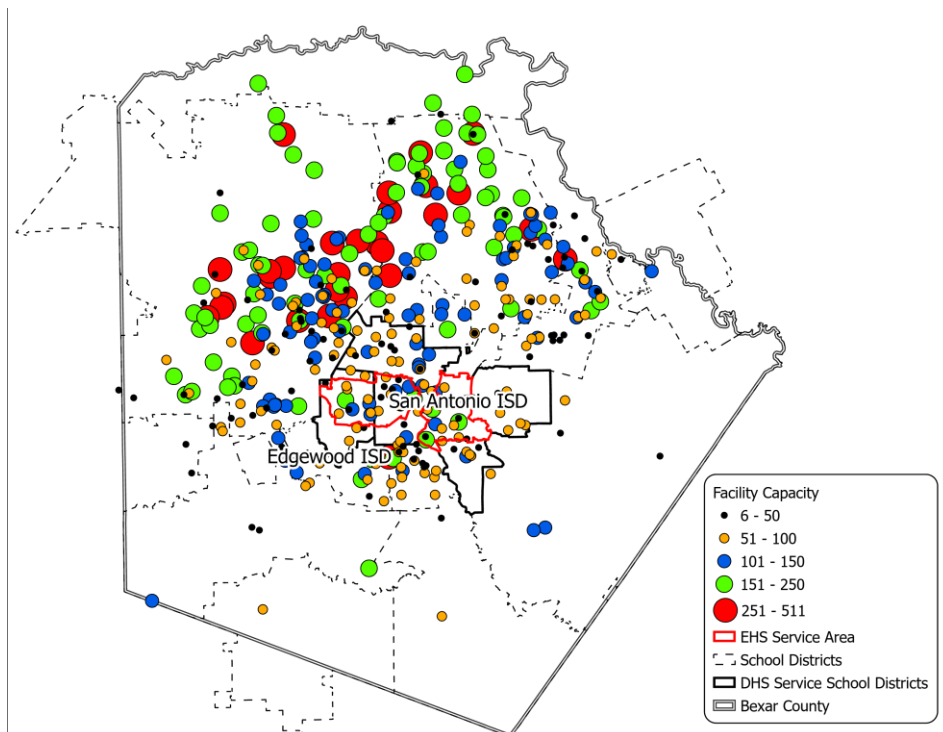 San Antonio ISD
Edgewood ISD
Facility Capacity
6 - 50
51 - 100
101 - 150
151 - 250
251 - 511
EHS Service Area
School Districts
DHS Service School Districts
Bexar County